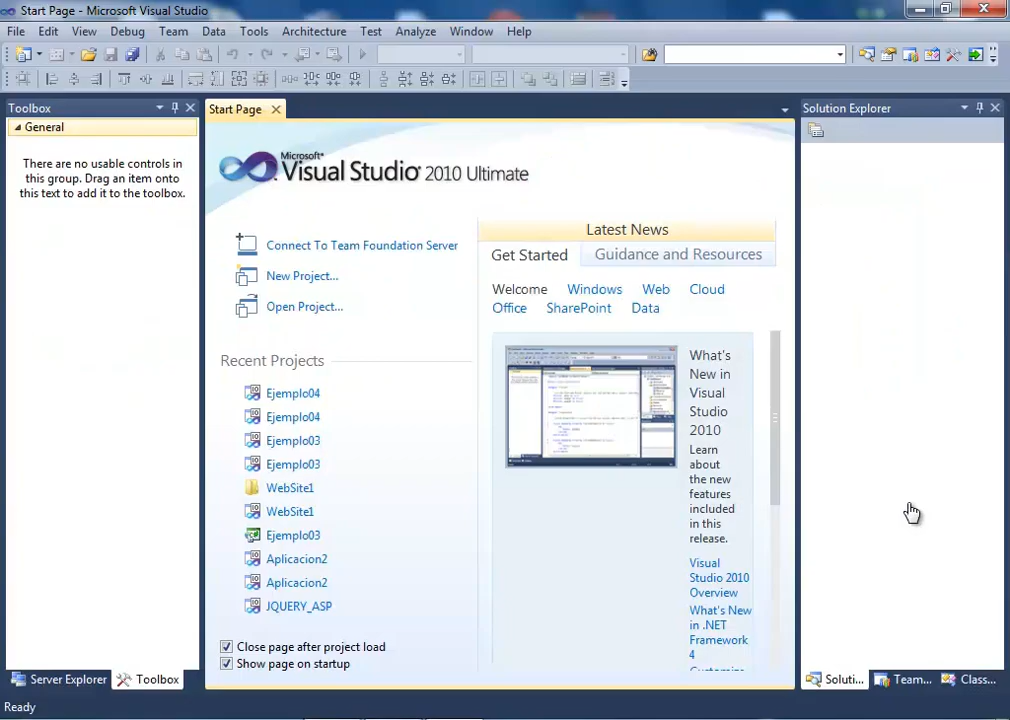 Start Page - Microsoft Visual Studio
File Edit View Debug Team Data Tools Architecture Test Analyze Window Help
Toolbox
General
There are no usable controls in
this group. Drag an item onto
this text to add it to the toolbox.
Server Explorer Toolbox
Start Page
Microsoft®
Visual Studio® 2010 Ultimate
Connect To Team Foundation Server
New Project...
Open Project...
Recent Projects
Ejemplo04
Ejemplo04
Ejemplo03
Ejemplo03
WebSite1
WebSite1
Ejemplo03
Aplicacion2
Aplicacion2
JQUERY_ASP
Close page after project load
Show page on startup
Latest News
Get Started Guidance and Resources
Welcome Windows Web Cloud
Office SharePoint Data
What's
New in
Visual
Studio
2010
Learn
about
the new
features
included
in this
release.
Visual
Studio 2010
Overview
What's New
in .NET
Framework
4
Solution Explorer
Soluti... Team... Class...
Ready